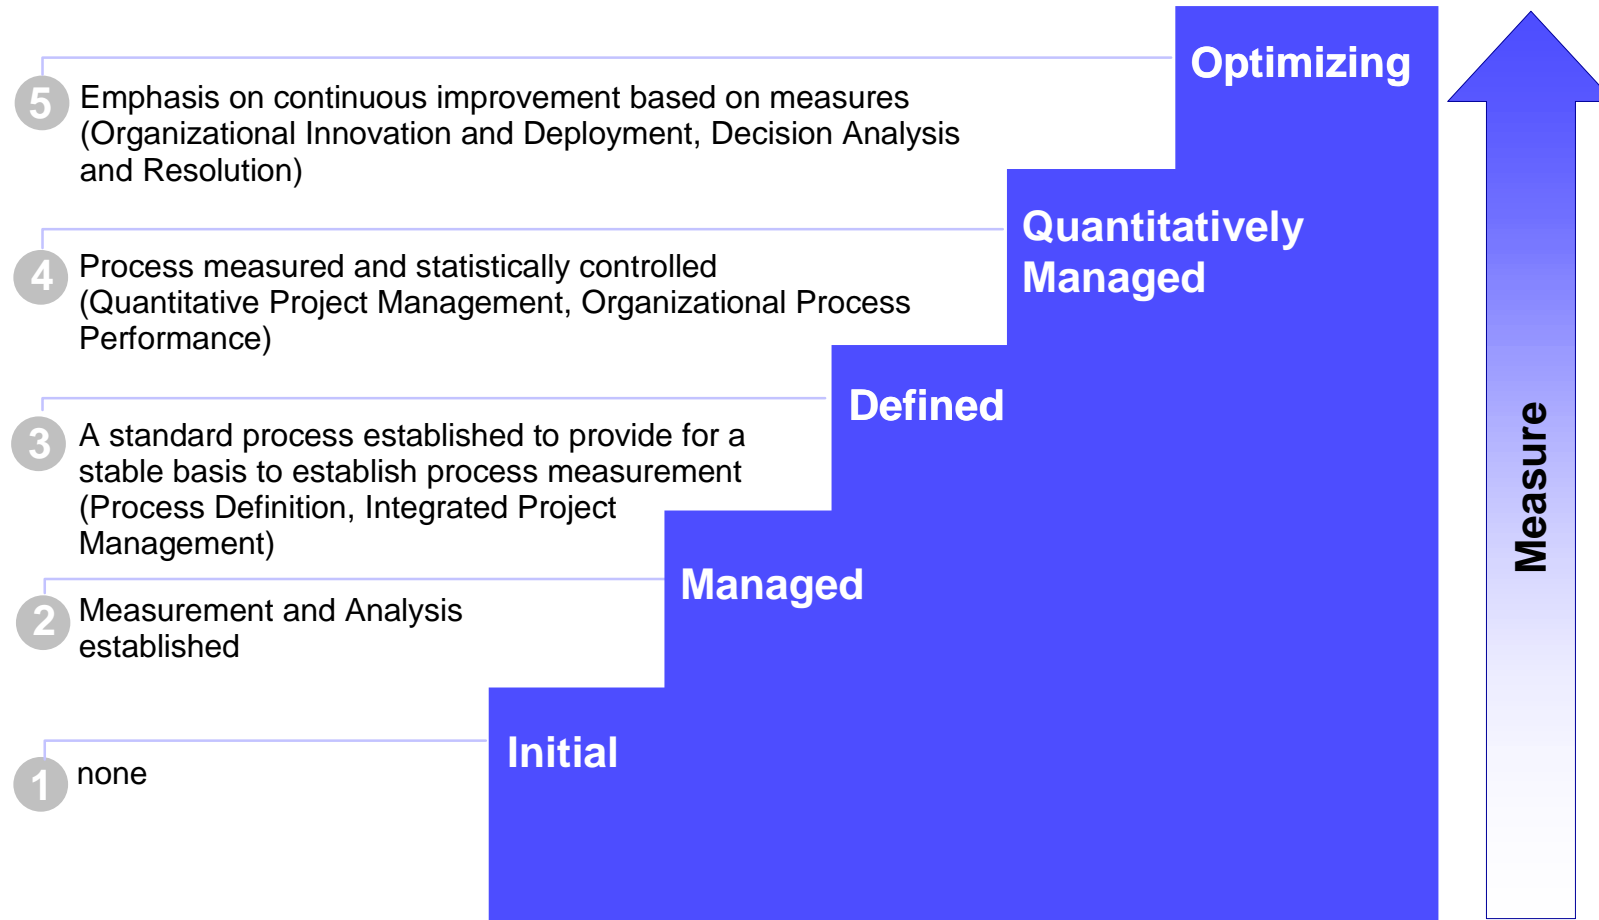 Optimizing
5
Emphasis on continuous improvement based on measures
(Organizational Innovation and Deployment, Decision Analysis
and Resolution)
Quantitatively
Managed
4
Process measured and statistically controlled
(Quantitative Project Management, Organizational Process
Performance)
Defined
3
A standard process established to provide for a
stable basis to establish process measurement
(Process Definition, Integrated Project
Management)
Managed
2
Measurement and Analysis
established
Initial
1
none
Measure